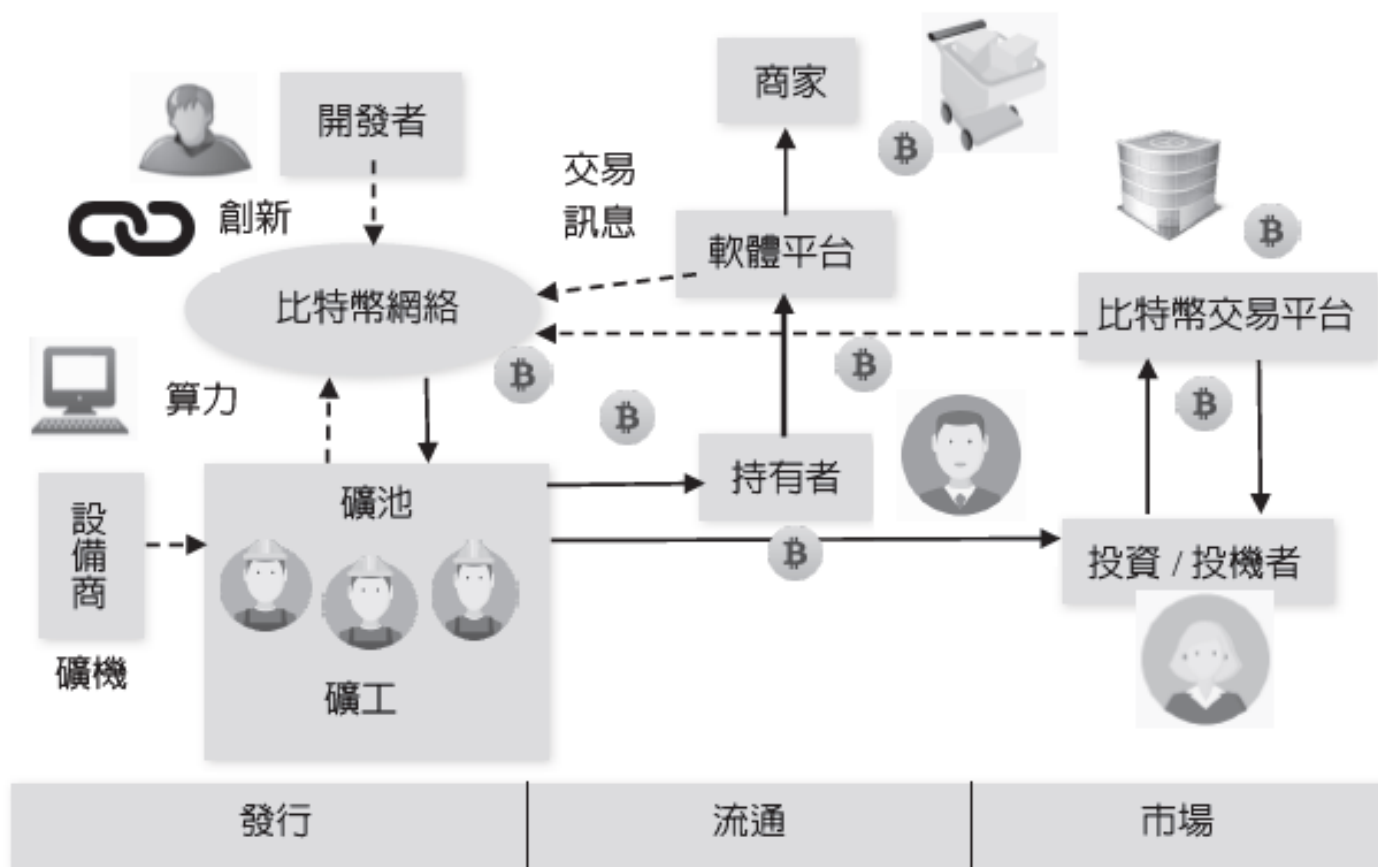 商家
開發者
交易
訊息
創新
軟體平台
比特幣網絡
比特幣交易平台
算力
持有者
礦池
設備商
投資 / 投機者
礦機
礦工
發行
流通
市場